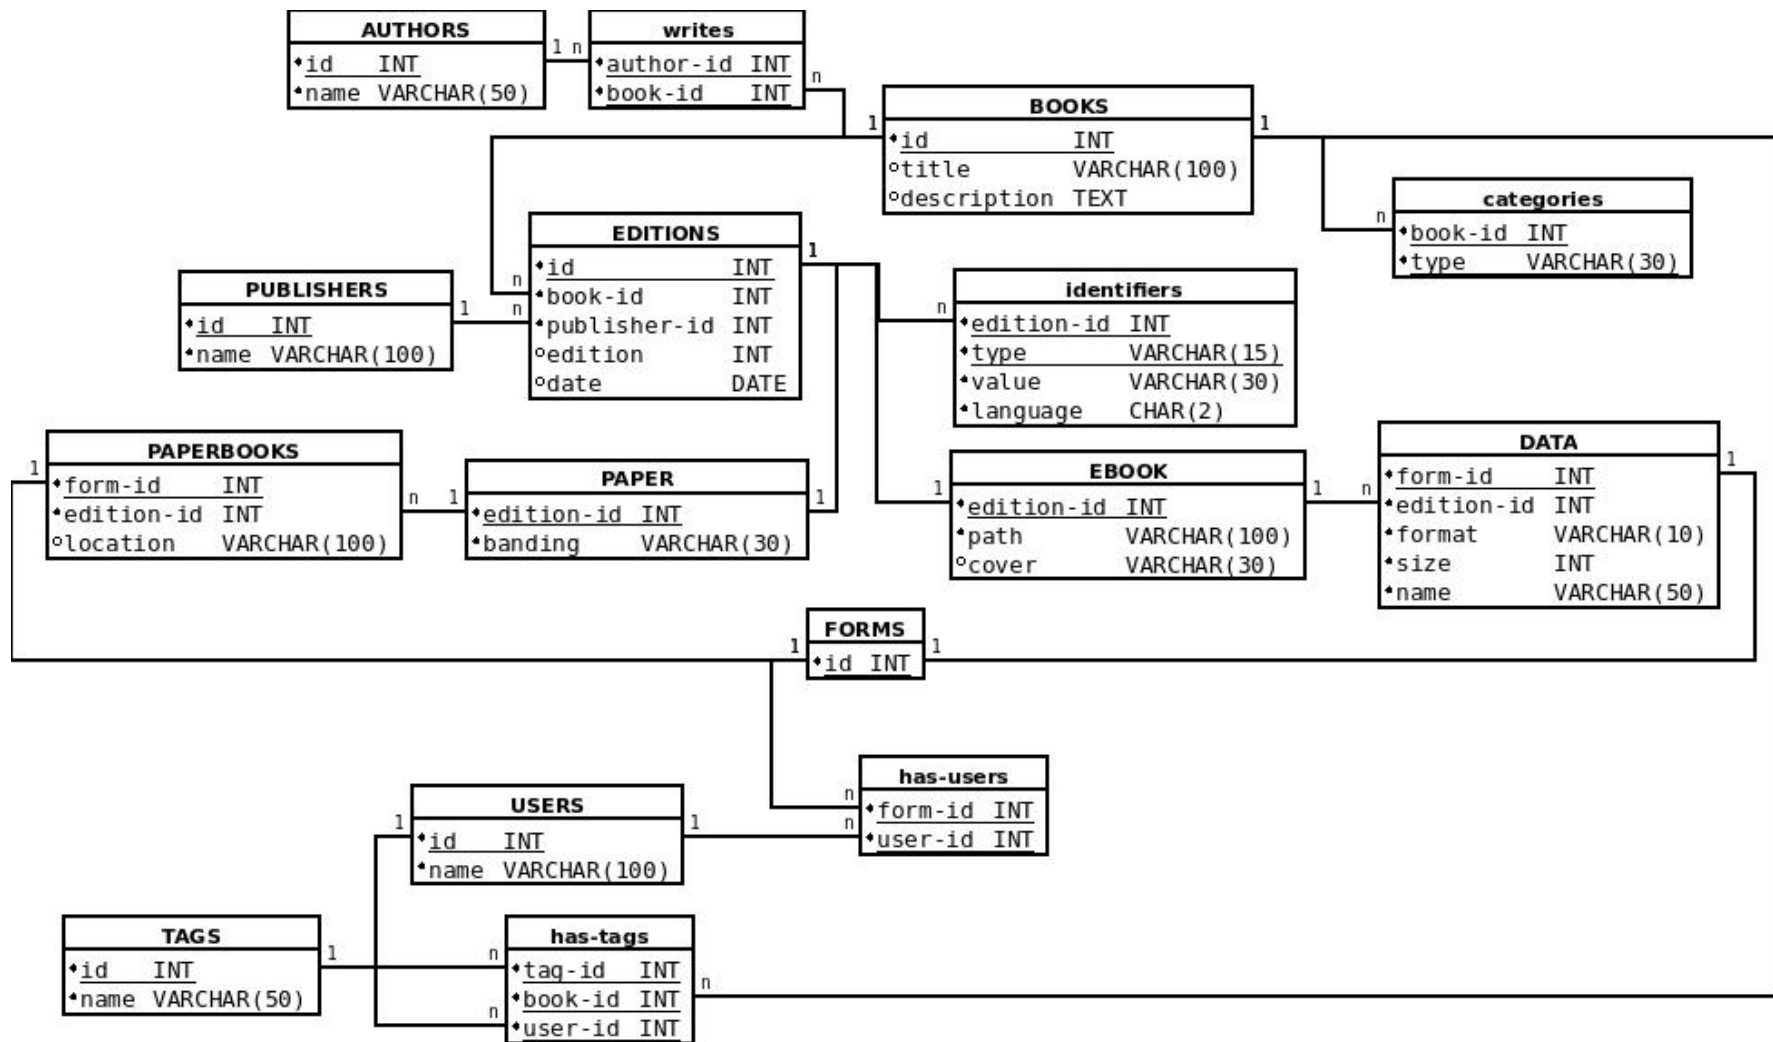 AUTHORS
id INT
name VARCHAR(50)
1 n
writes
author-id INT
book-id INT
n
1
BOOKS
id INT
title VARCHAR(100)
description TEXT
1
n
categories
book-id INT
type VARCHAR(30)
PUBLISHERS
id INT
name VARCHAR(100)
1
n
n
EDITIONS
id INT
book-id INT
publisher-id INT
edition INT
date DATE
1
n
identifiers
edition-id INT
type VARCHAR(15)
value VARCHAR(30)
language CHAR(2)
1
PAPERBOOKS
form-id INT
edition-id INT
location VARCHAR(100)
n
1
PAPER
edition-id INT
banding VARCHAR(30)
1
1
EBOOK
edition-id INT
path VARCHAR(100)
cover VARCHAR(30)
1
n
DATA
form-id INT
edition-id INT
format VARCHAR(10)
size INT
name VARCHAR(50)
1
1
FORMS
id INT
1
n
n
has-users
form-id INT
user-id INT
1
USERS
id INT
name VARCHAR(100)
1
TAGS
id INT
name VARCHAR(50)
1
n
n
has-tags
tag-id INT
book-id INT
user-id INT
n